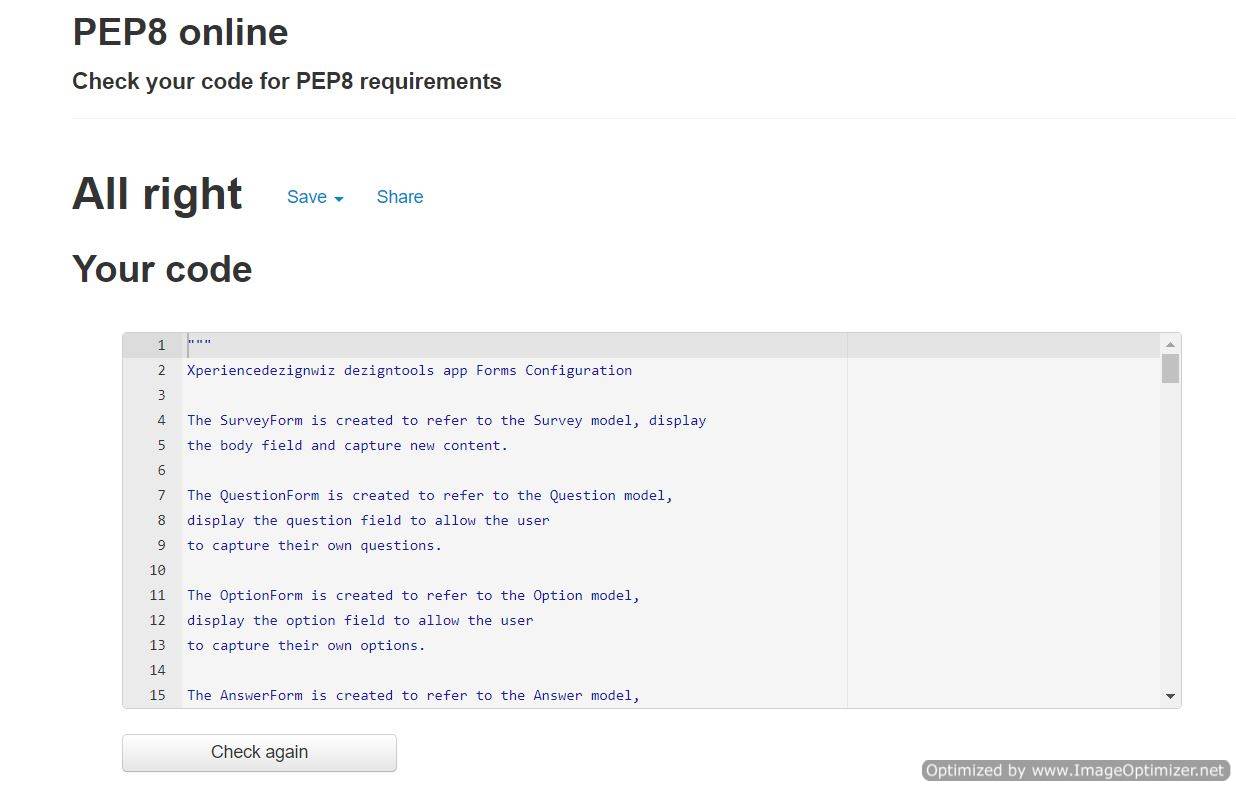 PEP8 online
Check your code for PEP8 requirements
All right Save Share
Your code
1 """
2 Xperiencedezignwiz dezigntools app Forms Configuration
3
4 The SurveyForm is created to refer to the Survey model, display
5 the body field and capture new content.
6
7 The QuestionForm is created to refer to the Question model,
8 display the question field to allow the user
9 to capture their own questions.
10
11 The OptionForm is created to refer to the Option model,
12 display the option field to allow the user
13 to capture their own options.
14
15 The AnswerForm is created to refer to the Answer model,
Check again
Optimized by www.ImageOptimizer.net